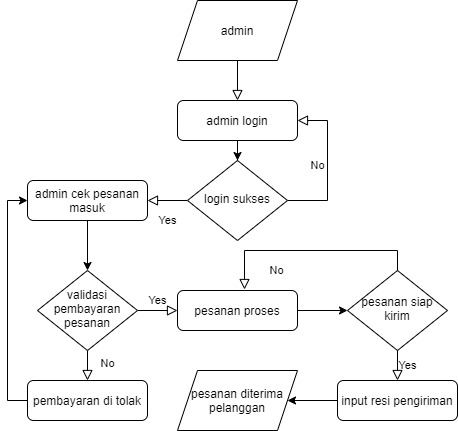 admin
admin login
No
login sukses
Yes
admin cek pesanan
masuk
No
validasi
pembayaran
pesanan
Yes
pesanan proses
pesanan siap
kirim
No
Yes
pembayaran di tolak
pesanan diterima
pelanggan
input resi pengiriman